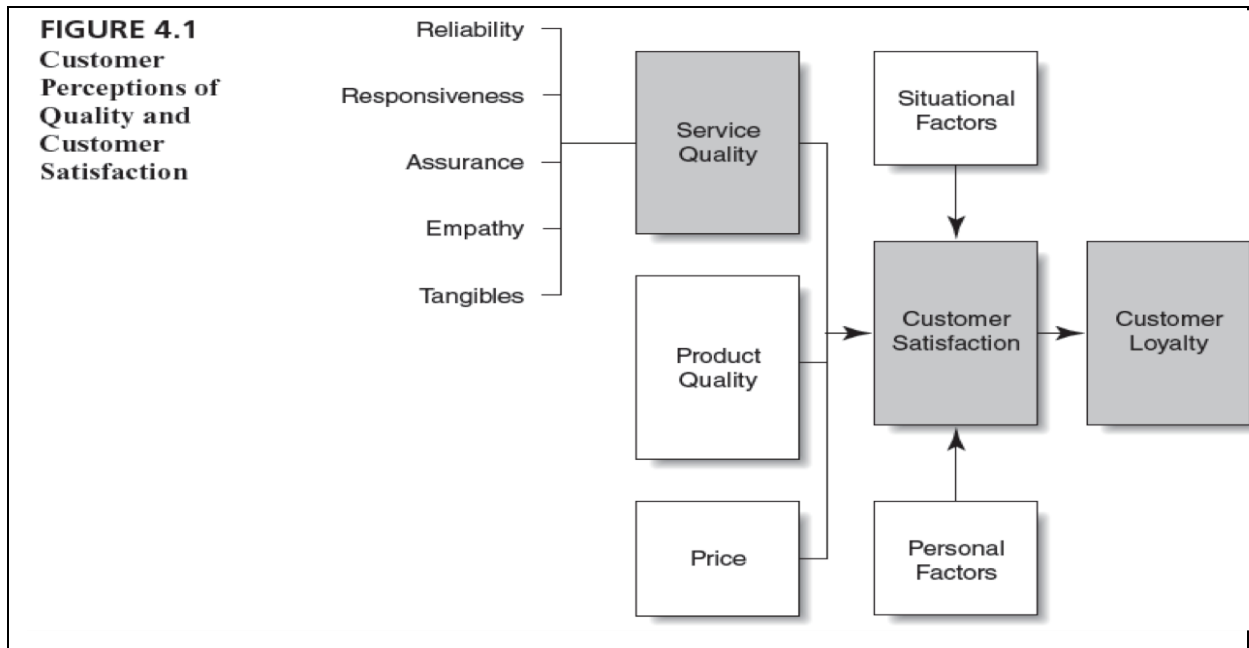 FIGURE 4.1
Customer
Perceptions of
Quality and
Customer
Satisfaction
Reliability
Responsiveness
Assurance
Empathy
Tangibles
Service
Quality
Product
Quality
Price
Situational
Factors
Customer
Satisfaction
Personal
Factors
Customer
Loyalty